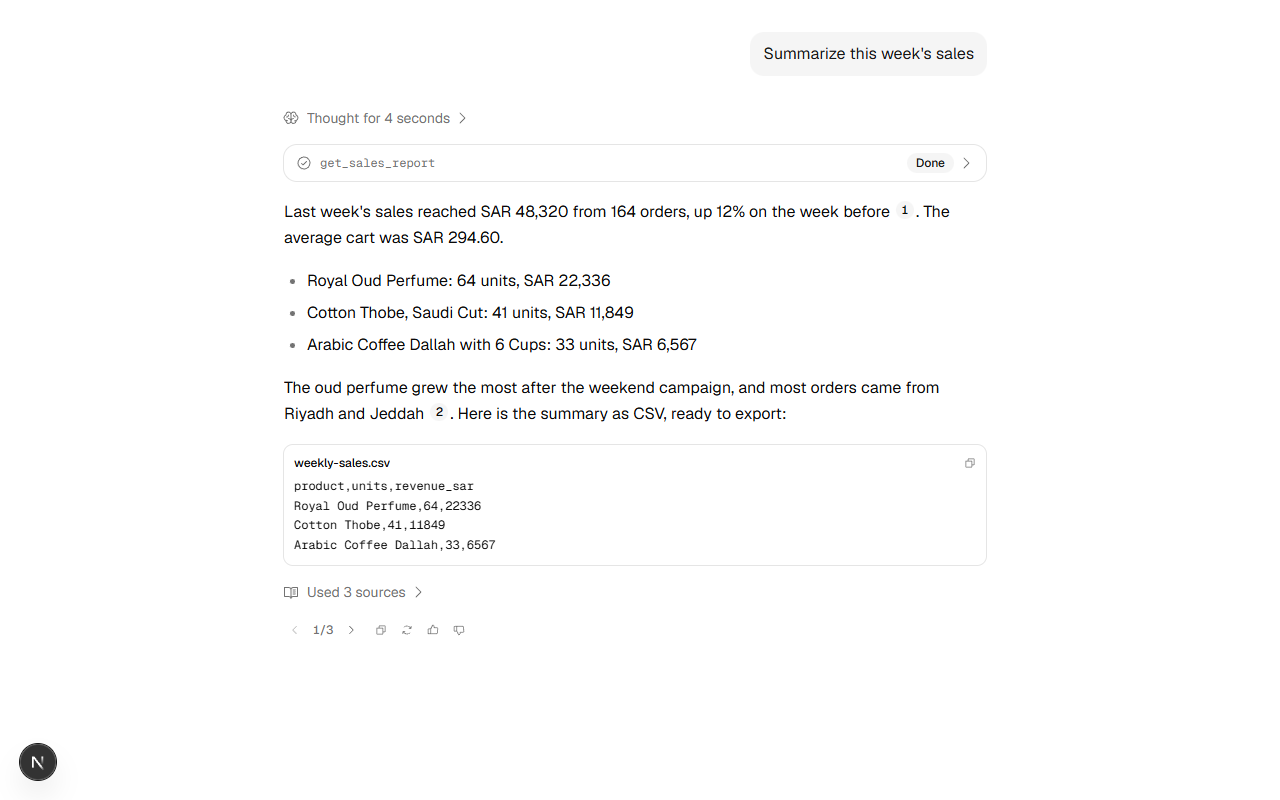 Summarize this week's sales
Thought for 4 seconds
get_sales_report
Done
Last week's sales reached SAR 48,320 from 164 orders, up 12% on the week before 1 . The
average cart was SAR 294.60.
Royal Oud Perfume: 64 units, SAR 22,336
Cotton Thobe, Saudi Cut: 41 units, SAR 11,849
Arabic Coffee Dallah with 6 Cups: 33 units, SAR 6,567
The oud perfume grew the most after the weekend campaign, and most orders came from
Riyadh and Jeddah 2 . Here is the summary as CSV, ready to export:
weekly-sales.csv
product,units,revenue_sar
Royal Oud Perfume,64,22336
Cotton Thobe,41,11849
Arabic Coffee Dallah,33,6567
Used 3 sources
1/3
N